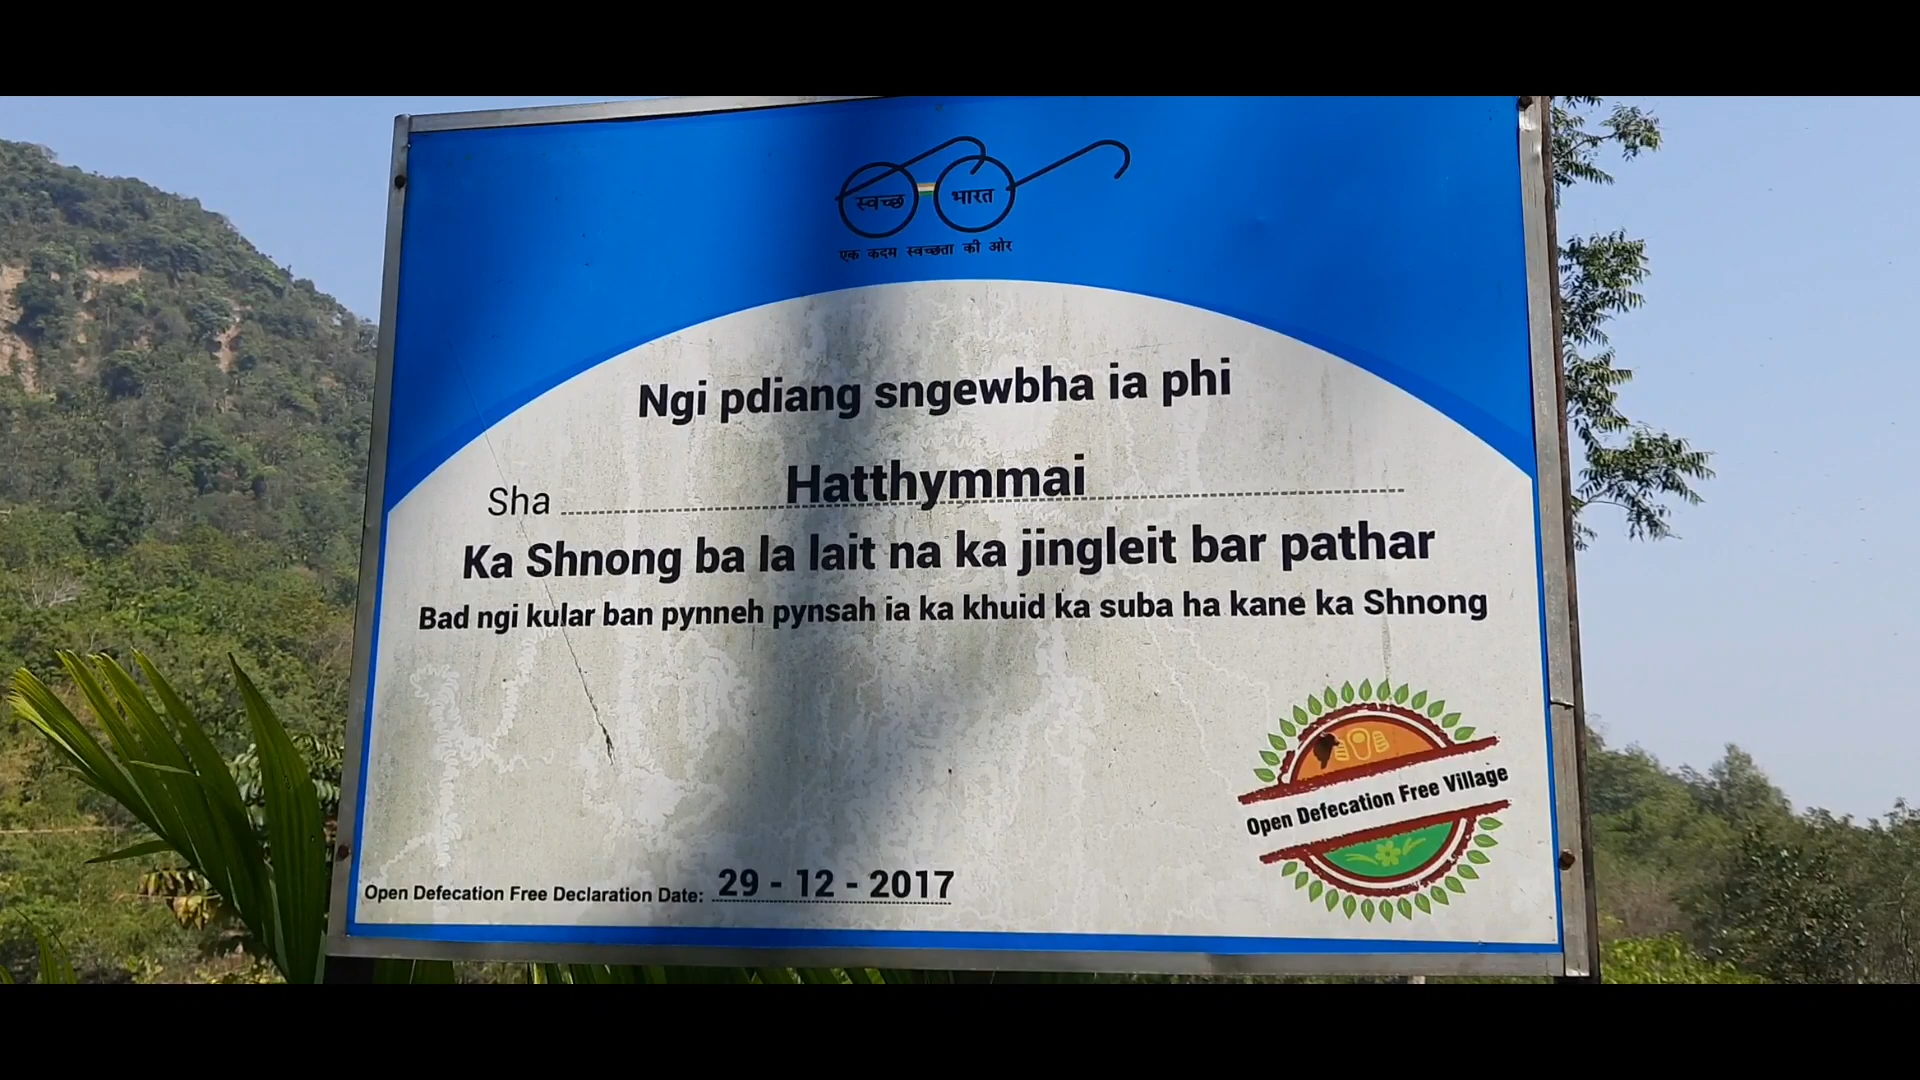 स्वच्छ भारत
एक कदम स्वच्छता की ओर
Ngi pdiang sngewbha ia phi
Sha Hatthymmai
Ka Shnong ba la lait na ka jingleit bar pathar
Bad ngi kular ban pynneh pynsah ia ka khuid ka suba ha kane ka Shnong
Open Defecation Free Village
Open Defecation Free Declaration Date: 29 - 12 - 2017